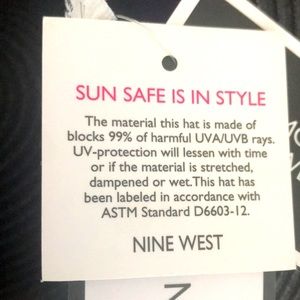 SUN SAFE IS IN STYLE
The material this hat is made of
blocks 99% of harmful UVA/UVB rays.
UV-protection will lessen with time
or if the material is stretched,
dampened or wet.This hat has
been labeled in accordance with
ASTM Standard D6603-12.
NINE WEST